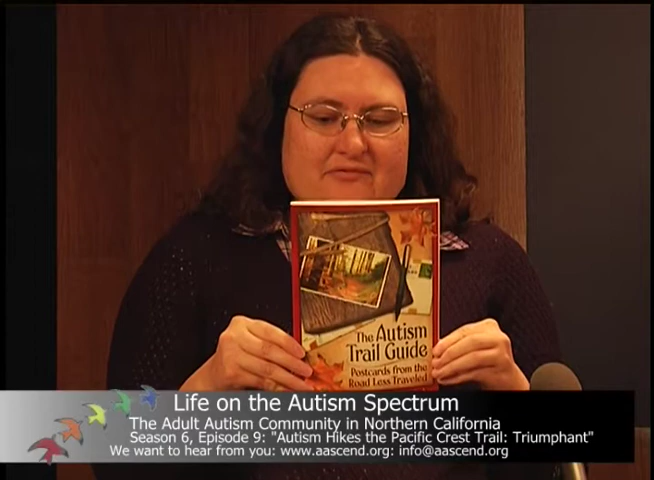 The Autism
Trail Guide
Postcards from the
Road Less Traveled
Life on the Autism Spectrum
The Adult Autism Community in Northern California
Season 6, Episode 9: "Autism Hikes the Pacific Crest Trail: Triumphant"
We want to hear from you: www.aascend.org: info@aascend.org